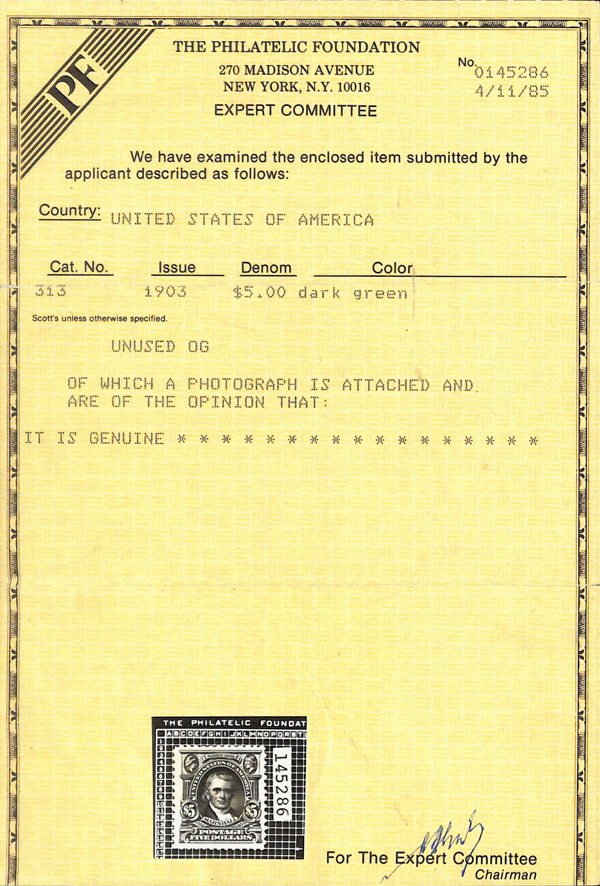 PF
THE PHILATELIC FOUNDATION
270 MADISON AVENUE
NEW YORK, N.Y. 10016
EXPERT COMMITTEE
No. 0145286
4/11/85
We have examined the enclosed item submitted by the
applicant described as follows:
Country: UNITED STATES OF AMERICA
Cat. No. Issue Denom Color
313 1903 $5.00 dark green
Scott's unless otherwise specified.
UNUSED OG
OF WHICH A PHOTOGRAPH IS ATTACHED AND
ARE OF THE OPINION THAT:
IT IS GENUINE * * * * * * * * * * * * * * * * *
THE PHILATELIC FOUNDAT
ABCDEFGHIJKLMNOPQRST
145286
MARSHALL
$5 $5
POSTAGE
FIVE DOLLARS
For The Expert Committee
Chairman